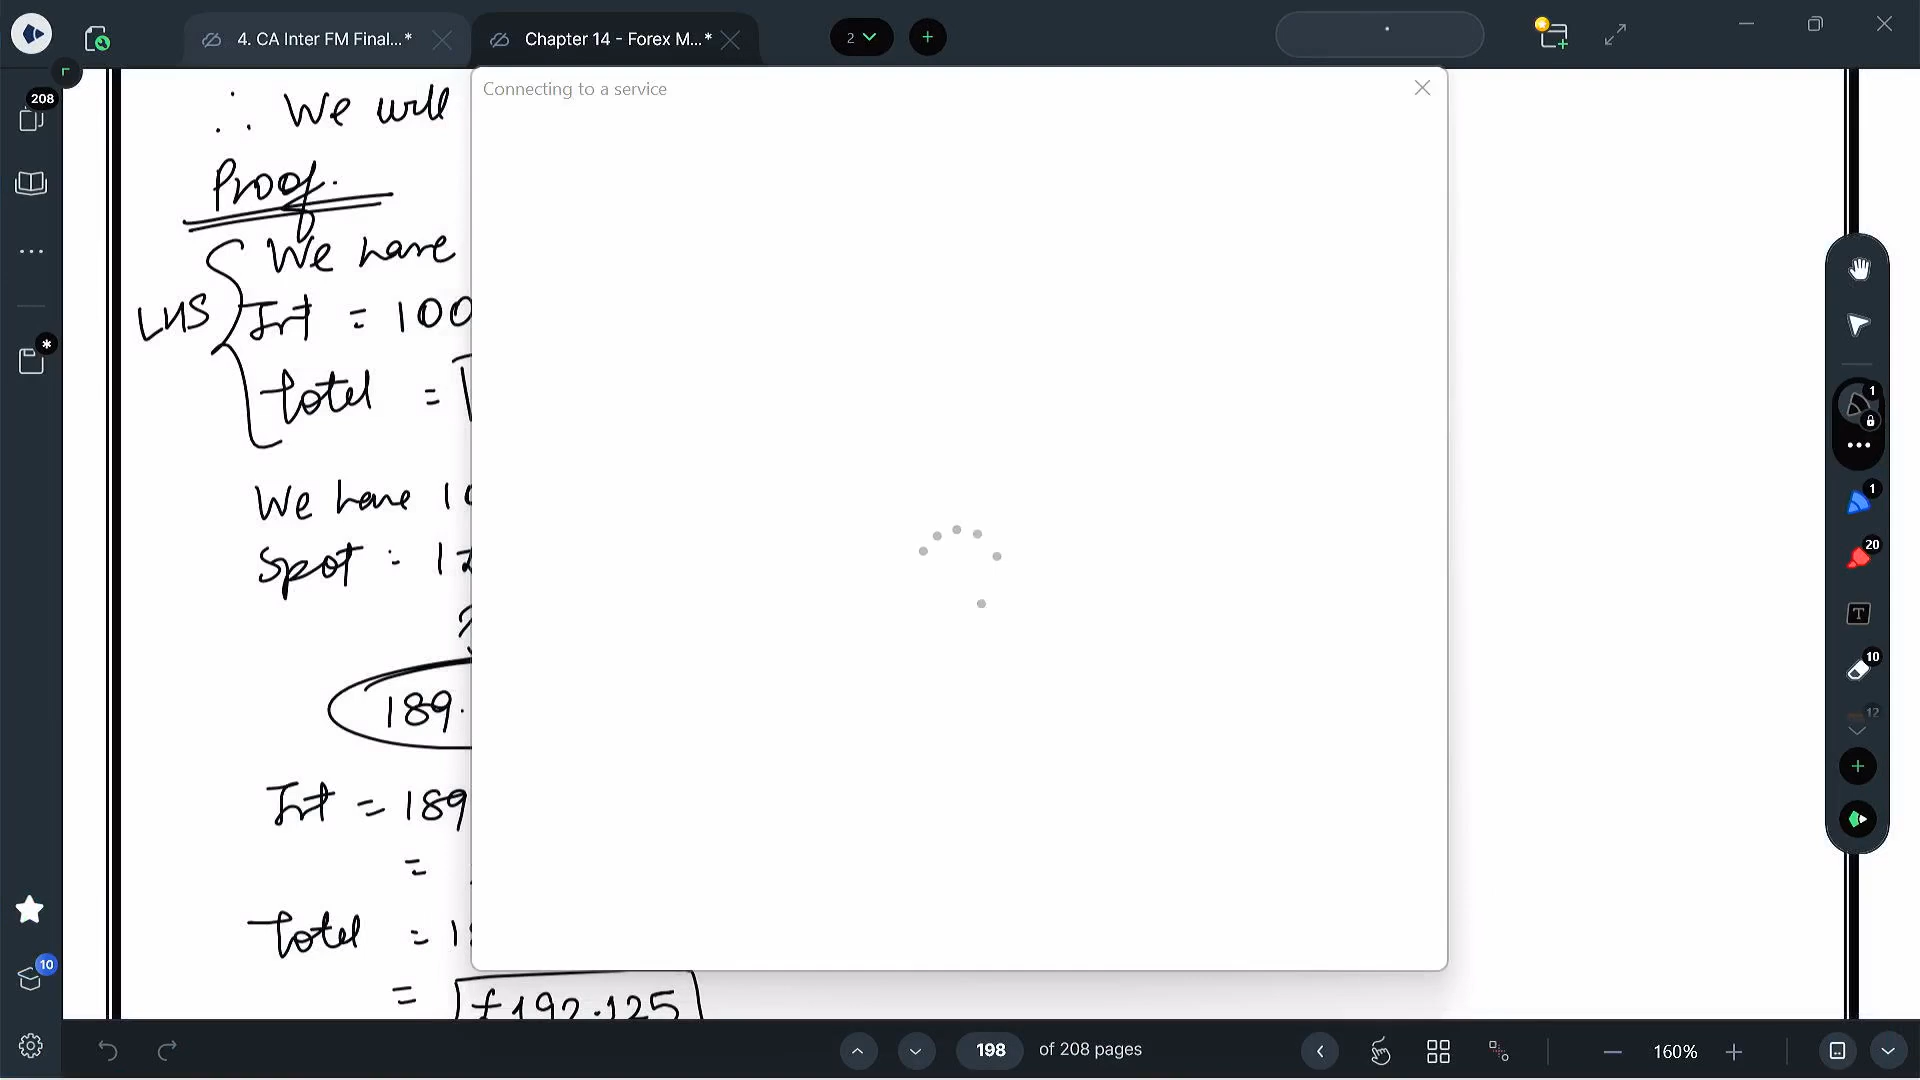 4. CA Inter FM Final...*
Chapter 14 - Forex M...*
2
208
Connecting to a service
∴ We will
Proof.
We have
LHS
Int = 100
total =
We have 10
Spot : 12
189.
Int = 189
=
total = 1
= £192.125
1
1
20
T
10
12
10
198 of 208 pages
160%